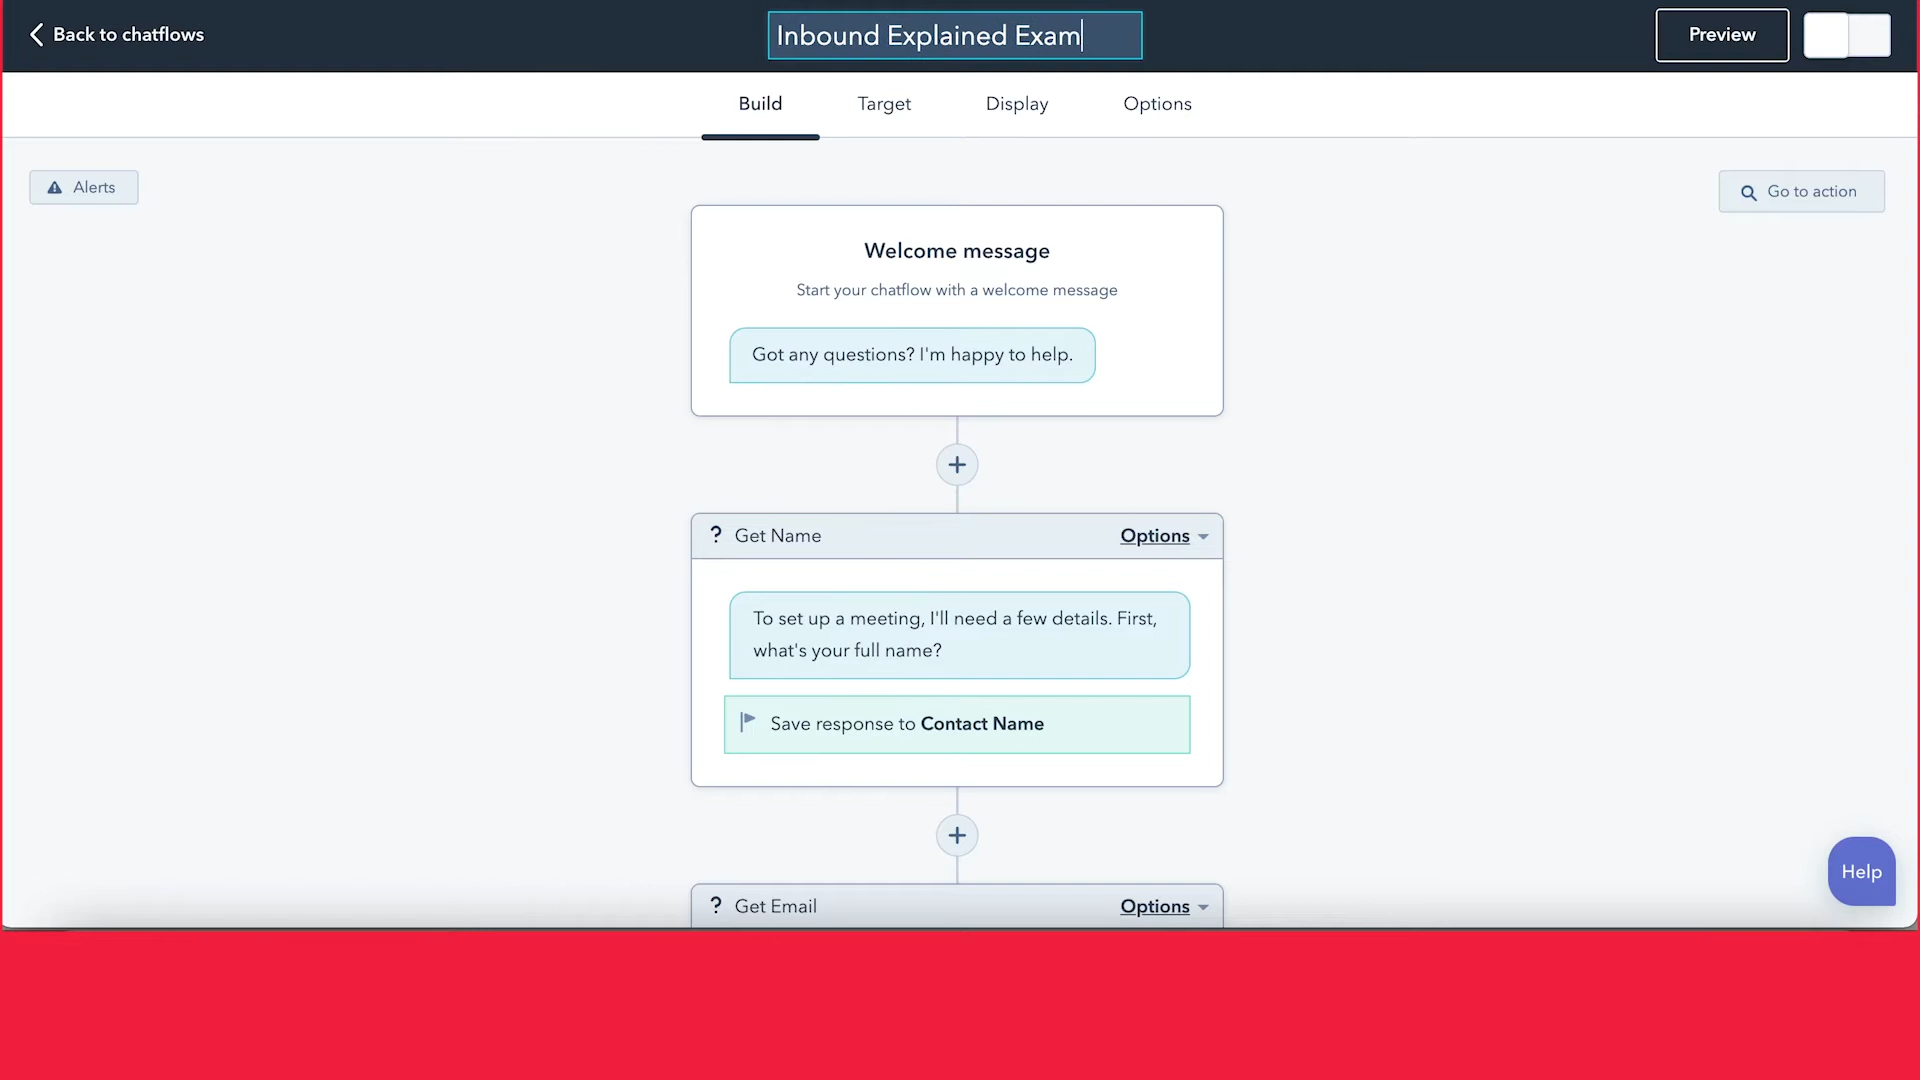 Back to chatflows
Inbound Explained Exam
Preview
Build
Target
Display
Options
Alerts
Go to action
Welcome message
Start your chatflow with a welcome message
Got any questions? I'm happy to help.
? Get Name
Options
To set up a meeting, I'll need a few details. First,
what's your full name?
Save response to Contact Name
Help
? Get Email
Options